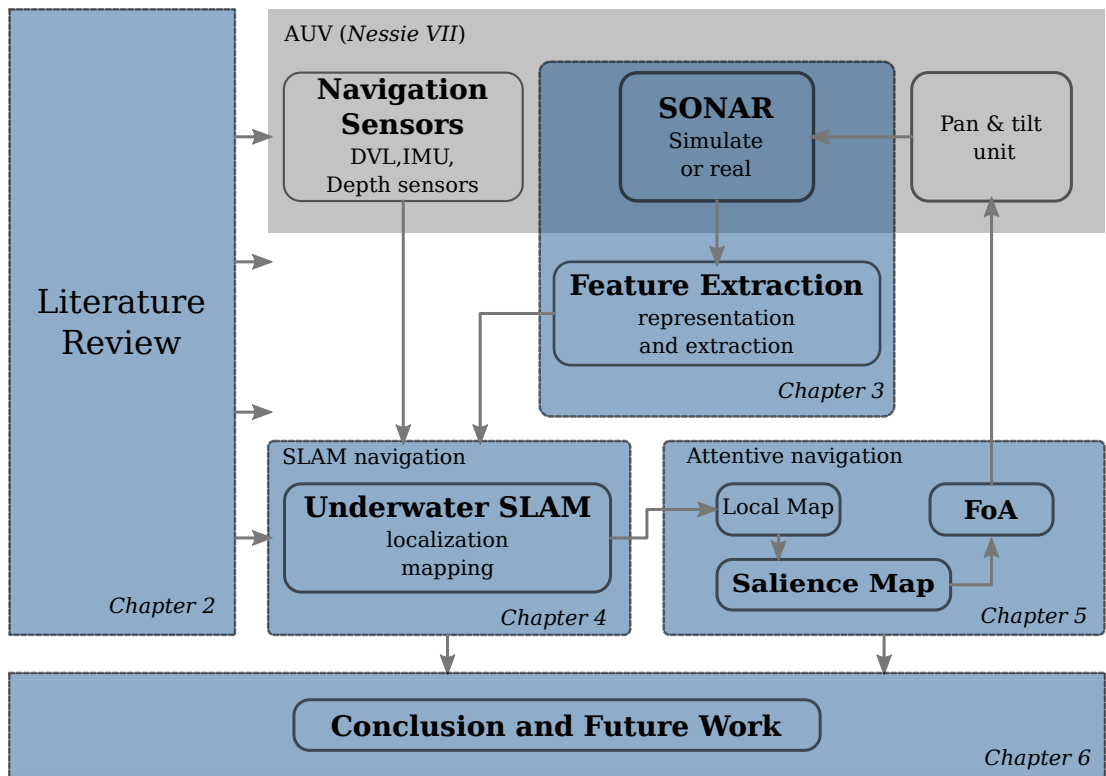 Literature
Review
Chapter 2
AUV (Nessie VII)
Navigation
Sensors
DVL,IMU,
Depth sensors
SONAR
Simulate
or real
Pan & tilt
unit
Feature Extraction
representation
and extraction
Chapter 3
SLAM navigation
Underwater SLAM
localization
mapping
Chapter 4
Attentive navigation
Local Map
FoA
Salience Map
Chapter 5
Conclusion and Future Work
Chapter 6